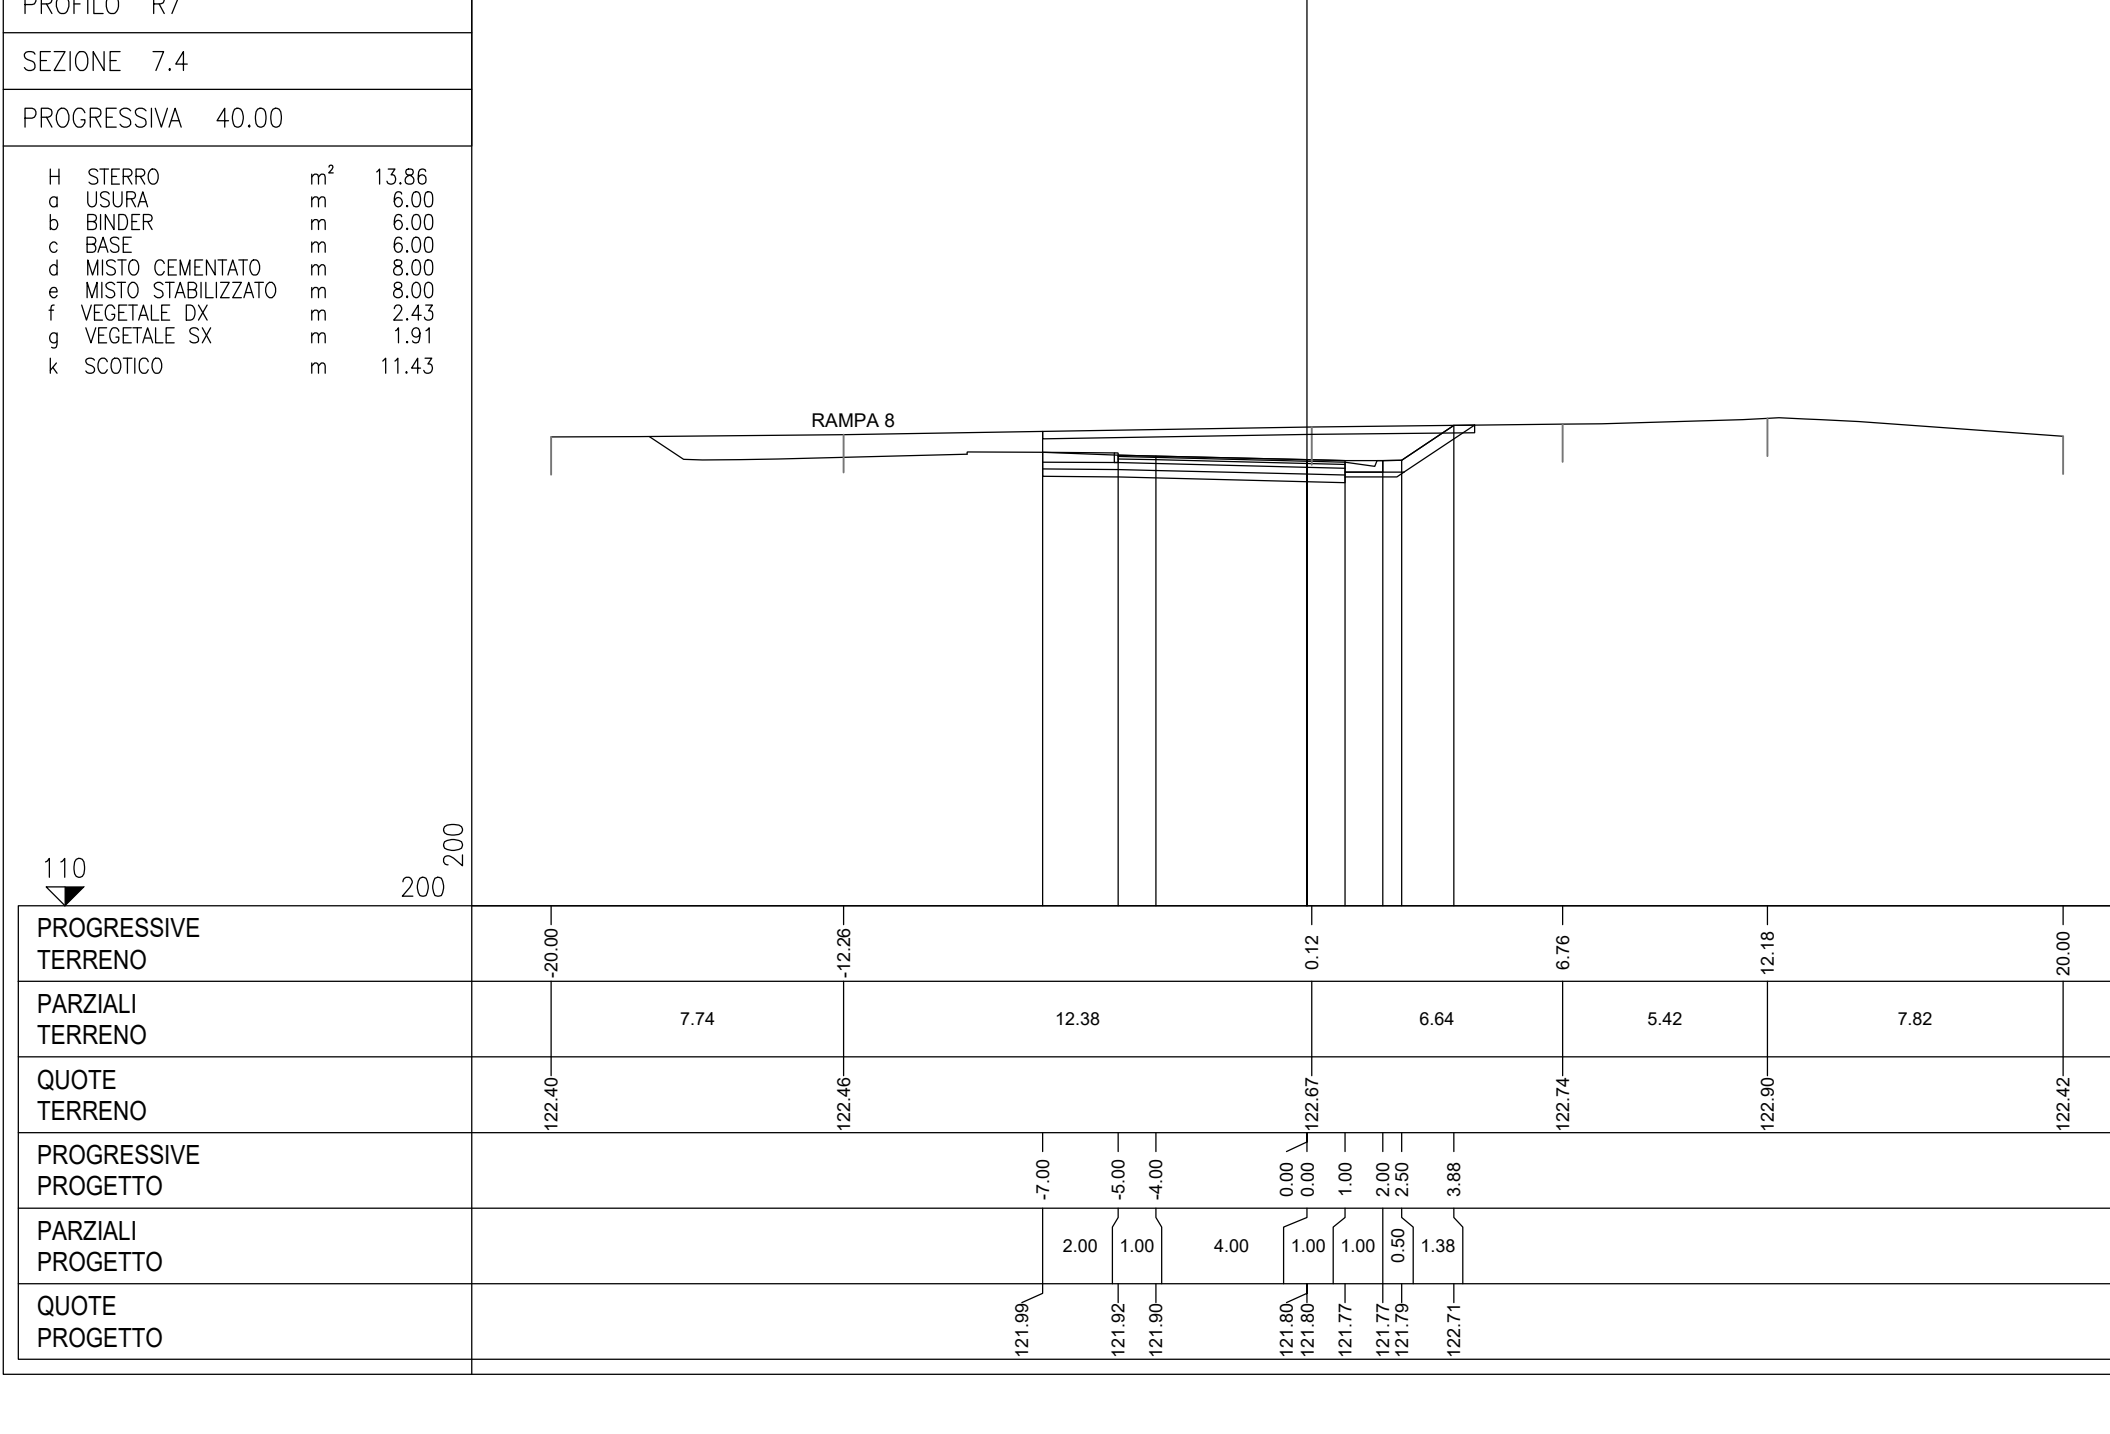 PROFILO R7
SEZIONE 7.4
PROGRESSIVA 40.00
H STERRO m² 13.86
a USURA m 6.00
b BINDER m 6.00
c BASE m 6.00
d MISTO CEMENTATO m 8.00
e MISTO STABILIZZATO m 8.00
f VEGETALE DX m 2.43
g VEGETALE SX m 1.91
k SCOTICO m 11.43
RAMPA 8
200
110
200
PROGRESSIVE
TERRENO
-20.00 -12.26 0.12 6.76 12.18 20.00
PARZIALI
TERRENO
7.74 12.38 6.64 5.42 7.82
QUOTE
TERRENO
122.40 122.46 122.67 122.74 122.90 122.42
PROGRESSIVE
PROGETTO
-7.00 -5.00 -4.00 0.00 0.00 1.00 2.00 2.50 3.88
PARZIALI
PROGETTO
2.00 1.00 4.00 1.00 1.00 0.50 1.38
QUOTE
PROGETTO
121.99 121.92 121.90 121.80 121.80 121.77 121.77 121.79 122.71